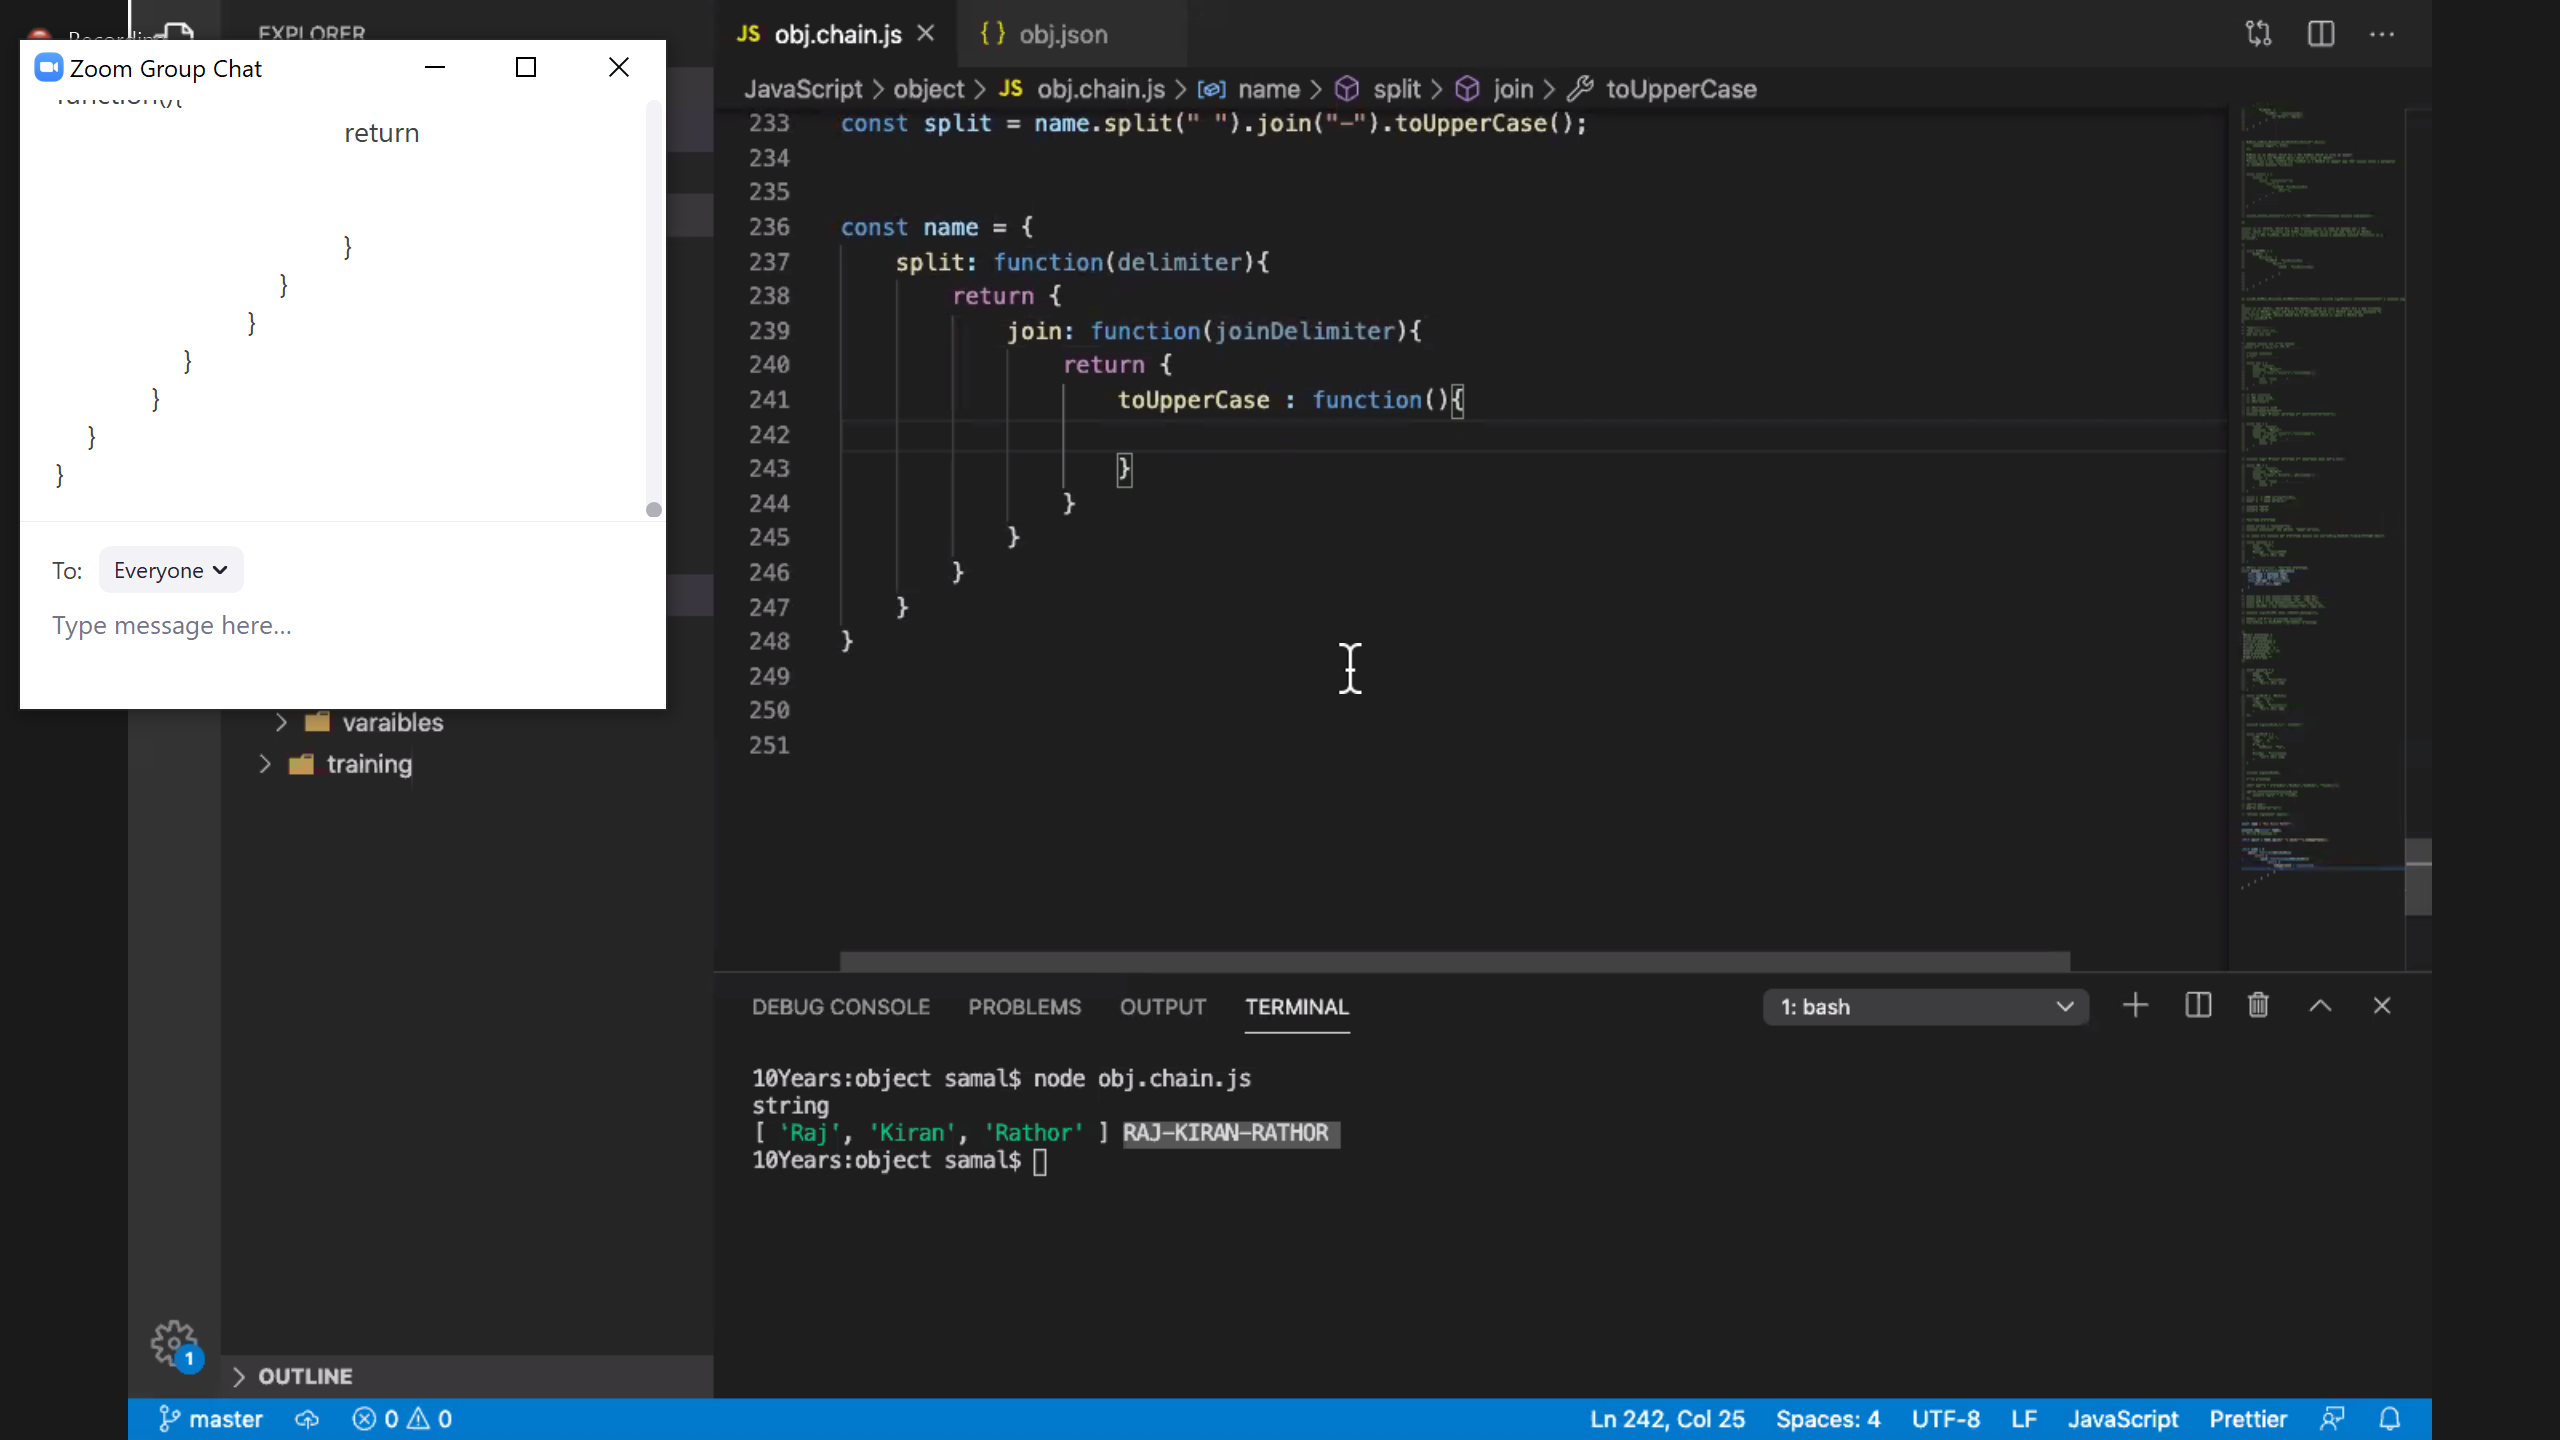 Recording
EXPLORER
Zoom Group Chat
function(){
return
}
}
}
}
}
}
}
To: Everyone
Type message here...
varaibles
training
OUTLINE
JS obj.chain.js
{ } obj.json
JavaScript > object > JS obj.chain.js > name > split > join > toUpperCase
233 const split = name.split(" ").join("-").toUpperCase();
234
235
236 const name = {
237 split: function(delimiter){
238 return {
239 join: function(joinDelimiter){
240 return {
241 toUpperCase : function(){
242
243 }
244 }
245 }
246 }
247 }
248 }
249
250
251
DEBUG CONSOLE PROBLEMS OUTPUT TERMINAL
1: bash
10Years:object samal$ node obj.chain.js
string
[ 'Raj', 'Kiran', 'Rathor' ] RAJ-KIRAN-RATHOR
10Years:object samal$
1
master 0 0 Ln 242, Col 25 Spaces: 4 UTF-8 LF JavaScript Prettier